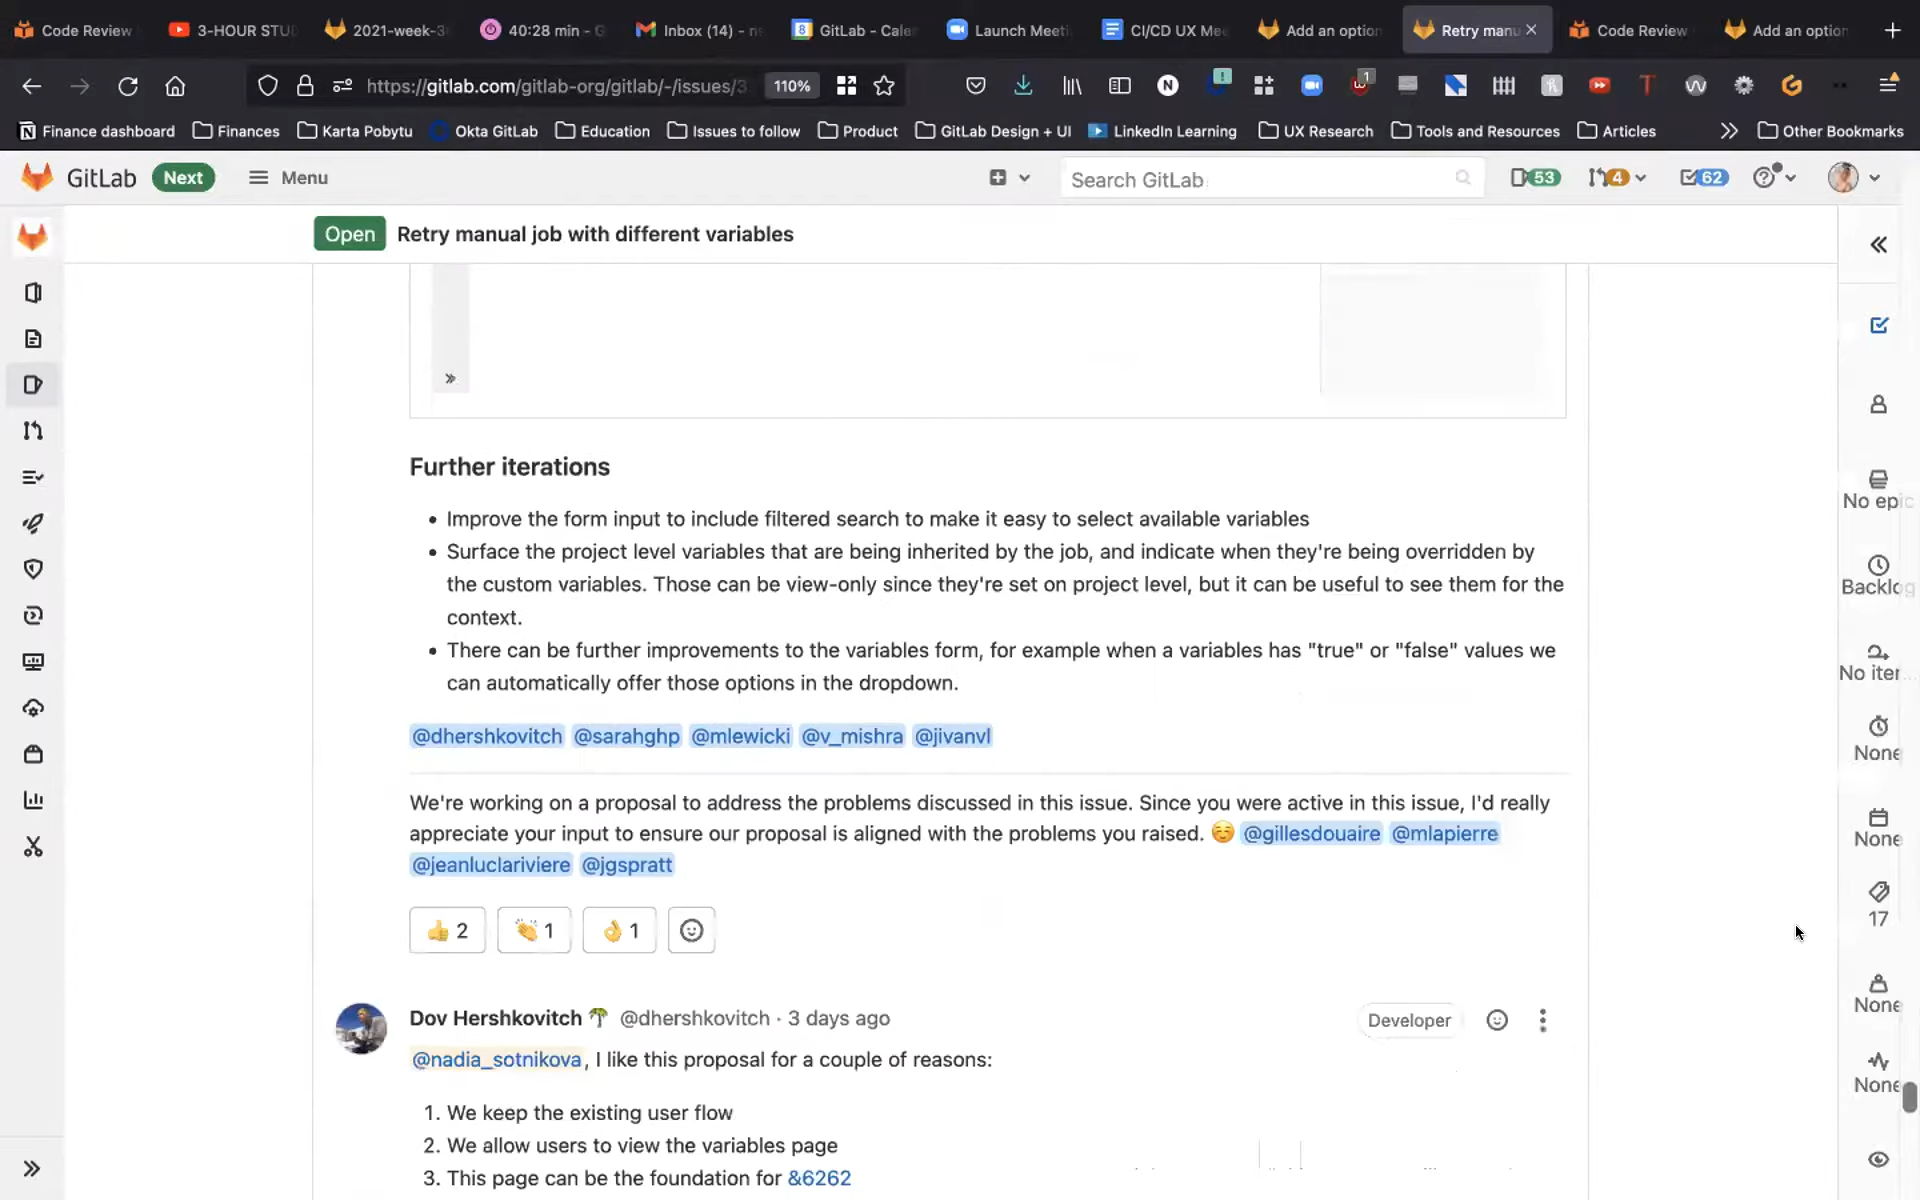 Code Review
3-HOUR STU
2021-week-3
40:28 min - G
Inbox (14) - n
GitLab - Cale
Launch Meeti
CI/CD UX Mee
Add an option
Retry manu
Code Review
Add an option
https://gitlab.com/gitlab-org/gitlab/-/issues/3
110%
Finance dashboard
Finances
Karta Pobytu
Okta GitLab
Education
Issues to follow
Product
GitLab Design + UI
LinkedIn Learning
UX Research
Tools and Resources
Articles
Other Bookmarks
GitLab Next Menu
Search GitLab
53
4
62
Open Retry manual job with different variables
Further iterations
• Improve the form input to include filtered search to make it easy to select available variables
• Surface the project level variables that are being inherited by the job, and indicate when they're being overridden by
the custom variables. Those can be view-only since they're set on project level, but it can be useful to see them for the
context.
• There can be further improvements to the variables form, for example when a variables has "true" or "false" values we
can automatically offer those options in the dropdown.
@dhershkovitch @sarahghp @mlewicki @v_mishra @jivanvl
We're working on a proposal to address the problems discussed in this issue. Since you were active in this issue, I'd really
appreciate your input to ensure our proposal is aligned with the problems you raised. ☺️ @gillesdouaire @mlapierre
@jeanluclariviere @jgspratt
👍 2 👏 1 👌 1
Dov Hershkovitch 🌴 @dhershkovitch · 3 days ago
Developer
@nadia_sotnikova, I like this proposal for a couple of reasons:
1. We keep the existing user flow
2. We allow users to view the variables page
3. This page can be the foundation for &6262
No epic
Backlog
No iter...
None
None
17
None
None